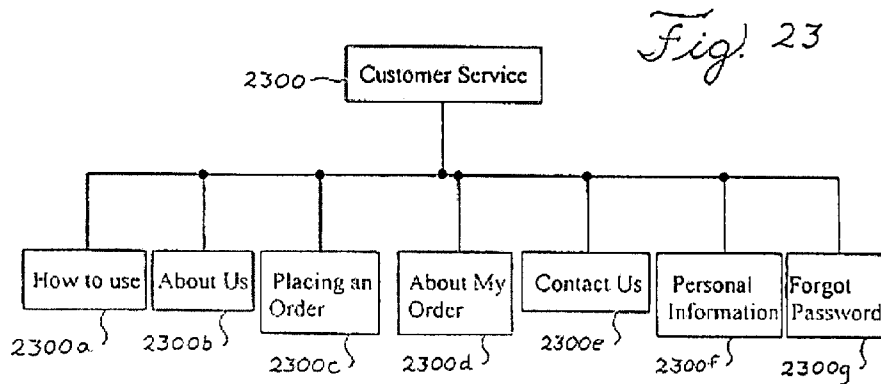 Fig. 23
2300
Customer Service
How to use
About Us
Placing an
Order
About My
Order
Contact Us
Personal
Information
Forgot
Password
2300a
2300b
2300c
2300d
2300e
2300f
2300g